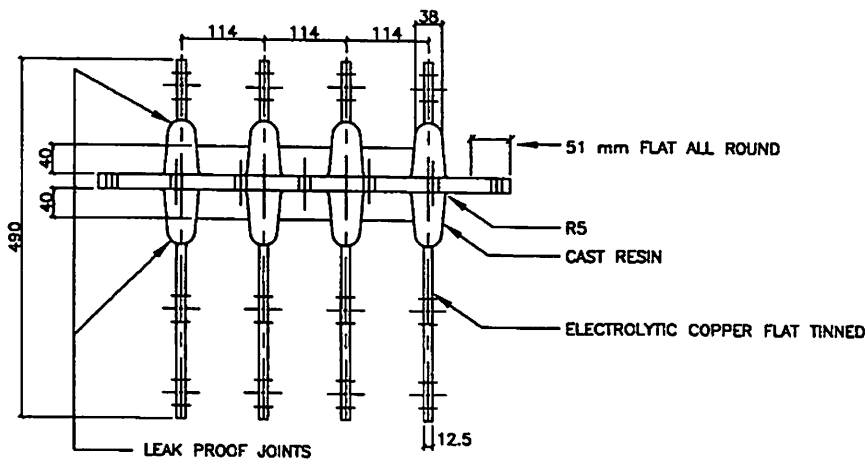 114
114
114
38
40
51 mm FLAT ALL ROUND
40
490
R5
CAST RESIN
ELECTROLYTIC COPPER FLAT TINNED
12.5
LEAK PROOF JOINTS